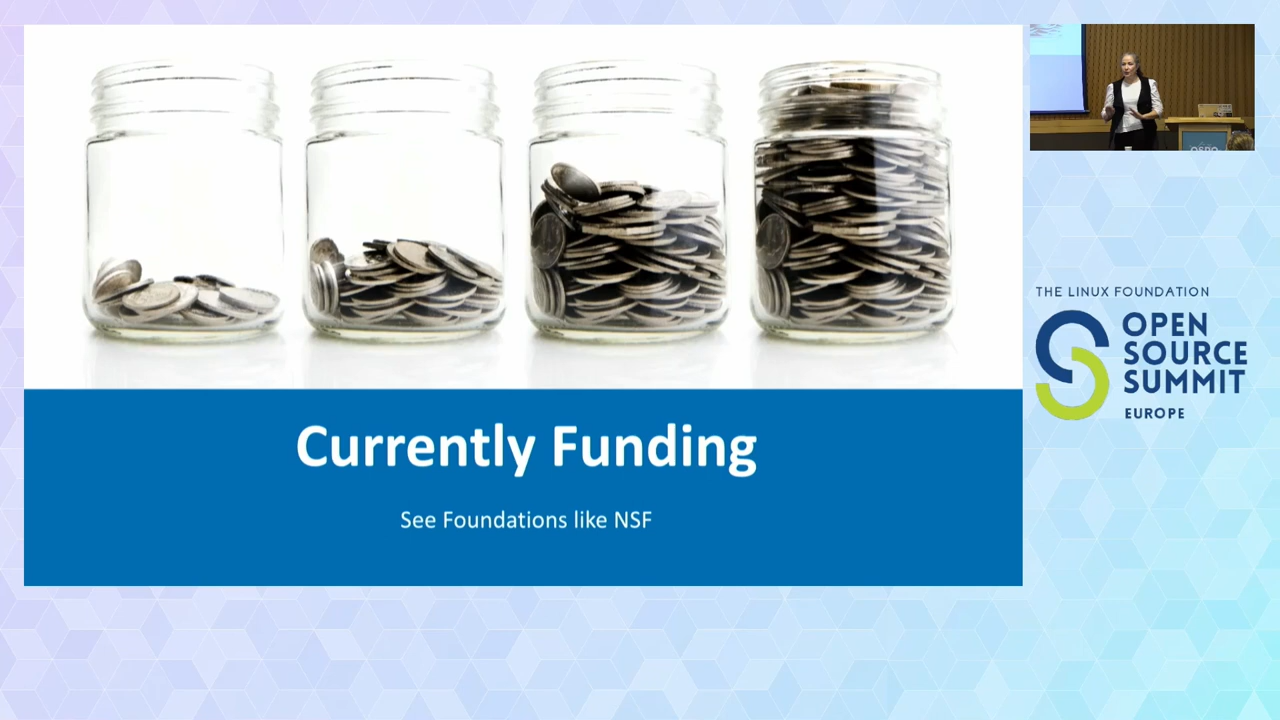 Currently Funding
See Foundations like NSF
THE LINUX FOUNDATION
OPEN
SOURCE
SUMMIT
EUROPE